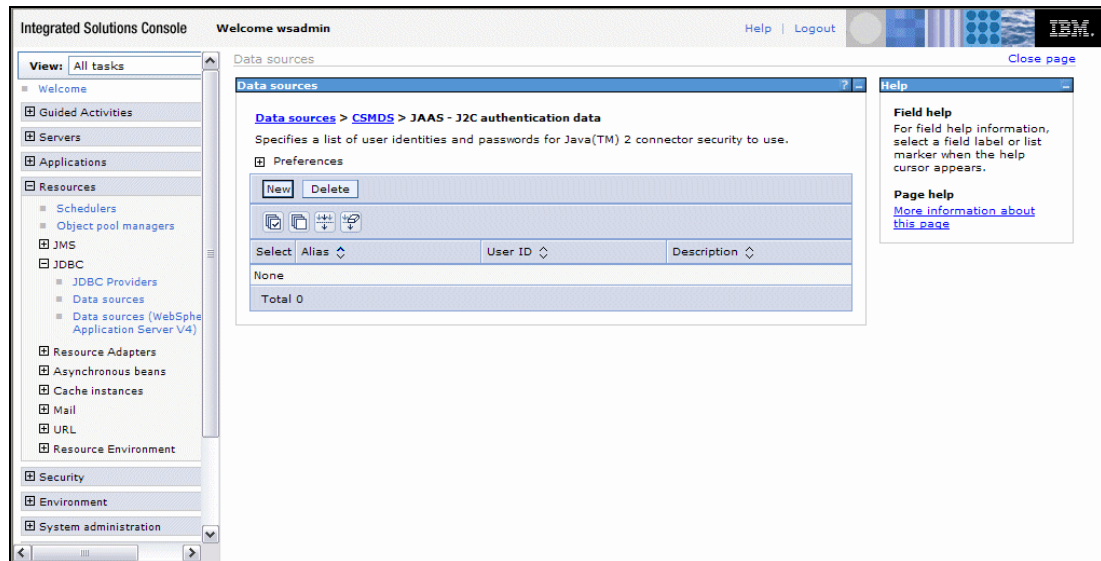 Integrated Solutions Console Welcome wsadmin Help | Logout IBM.
View: All tasks
Welcome
Guided Activities
Servers
Applications
Resources
Schedulers
Object pool managers
JMS
JDBC
JDBC Providers
Data sources
Data sources (WebSphe
Application Server V4)
Resource Adapters
Asynchronous beans
Cache instances
Mail
URL
Resource Environment
Security
Environment
System administration
Data sources Close page
Data sources ? -
Data sources > CSMDS > JAAS - J2C authentication data
Specifies a list of user identities and passwords for Java(TM) 2 connector security to use.
Preferences
New Delete
Select Alias User ID Description
None
Total 0
Help -
Field help
For field help information,
select a field label or list
marker when the help
cursor appears.
Page help
More information about
this page